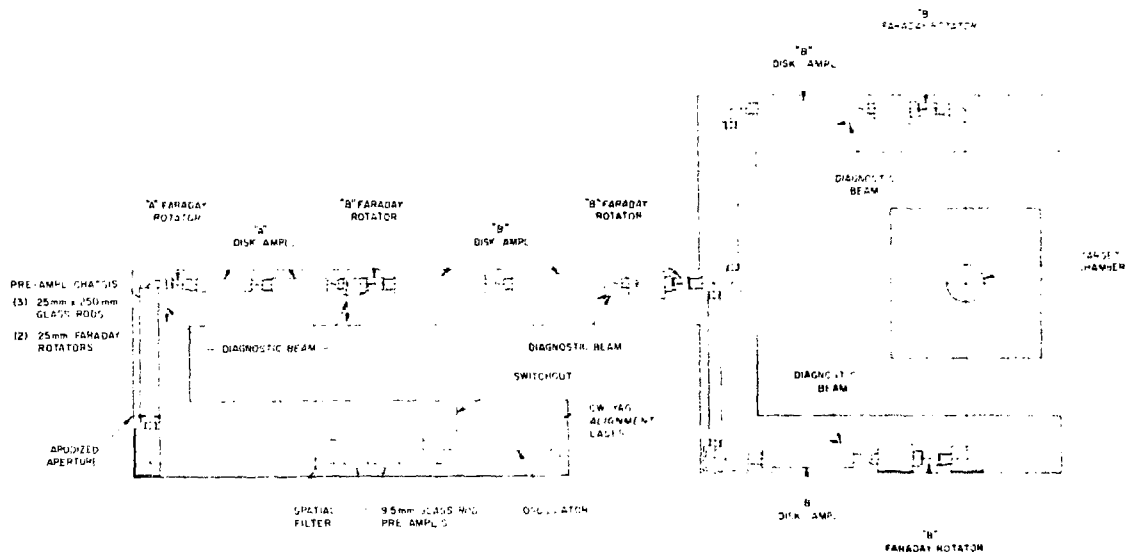 "B"
FARADAY ROTATOR
"B"
DISK AMPL
DIAGNOSTIC
BEAM
"A" FARADAY
ROTATOR
"B" FARADAY
ROTATOR
"B" FARADAY
ROTATOR
"A"
DISK AMPL
"B"
DISK AMPL
TARGET
CHAMBER
PRE-AMPL CHASSIS
(3) 25mm x 250mm
GLASS RODS
(2) 25mm FARADAY
ROTATORS
DIAGNOSTIC BEAM
DIAGNOSTIC BEAM
SWITCHOUT
DIAGNOSTIC
BEAM
CW YAG
ALIGNMENT
LASER
APODIZED
APERTURE
SPATIAL
FILTER
9.5mm GLASS ROD
PRE AMPL'S
OSCILLATOR
B
DISK AMPL
"B"
FARADAY ROTATOR